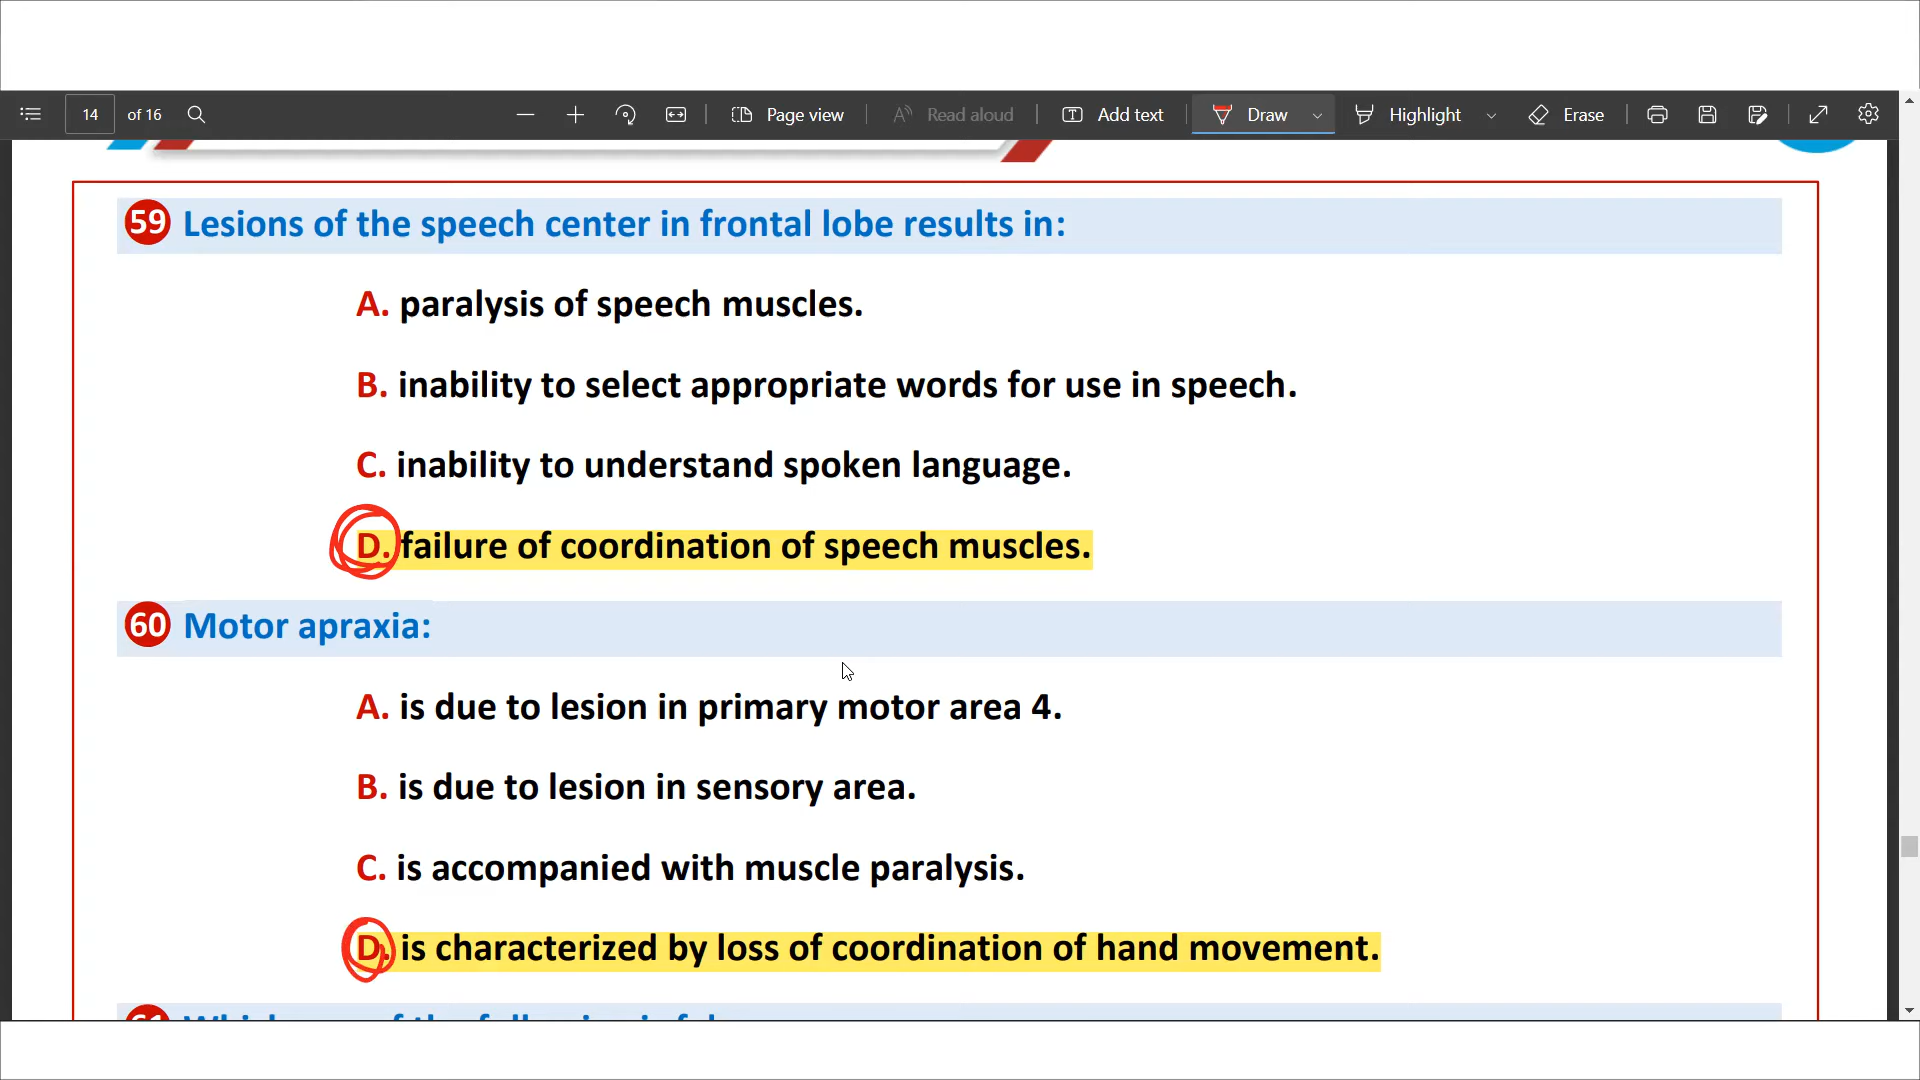 14 of 16 Page view Read aloud Add text Draw Highlight Erase
59 Lesions of the speech center in frontal lobe results in:
A. paralysis of speech muscles.
B. inability to select appropriate words for use in speech.
C. inability to understand spoken language.
D. failure of coordination of speech muscles.
60 Motor apraxia:
A. is due to lesion in primary motor area 4.
B. is due to lesion in sensory area.
C. is accompanied with muscle paralysis.
D. is characterized by loss of coordination of hand movement.